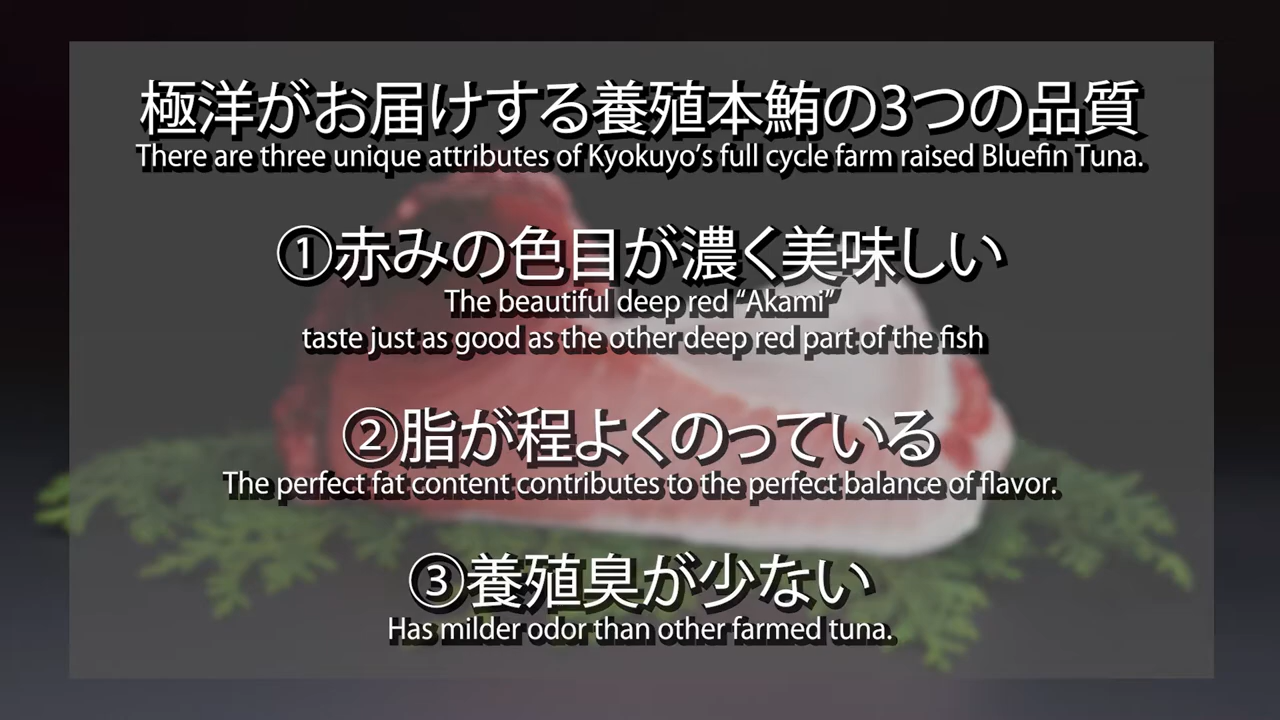 極洋がお届けする養殖本鮪の3つの品質
There are three unique attributes of Kyokuyo's full cycle farm raised Bluefin Tuna.
①赤みの色目が濃く美味しい
The beautiful deep red “Akami”
taste just as good as the other deep red part of the fish
②脂が程よくのっている
The perfect fat content contributes to the perfect balance of flavor.
③養殖臭が少ない
Has milder odor than other farmed tuna.